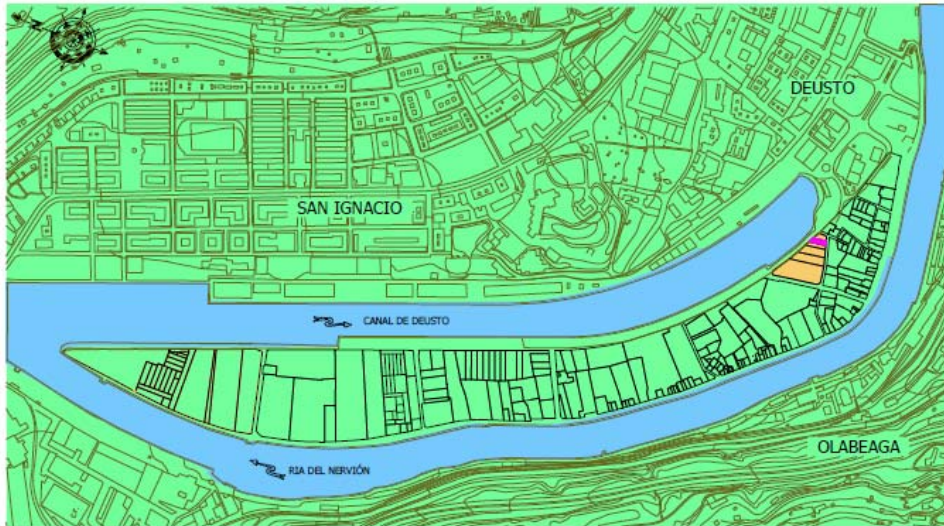 DEUSTO
SAN IGNACIO
CANAL DE DEUSTO
OLABEAGA
RIA DEL NERVIÓN